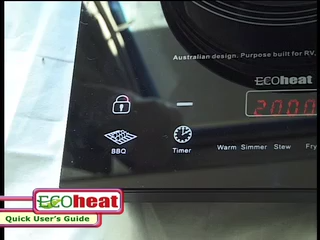 Australian design. Purpose built for RV,
ECOheat
2000
BBQ
Timer
Warm Simmer Stew Fry
ECOheat
Quick User's Guide